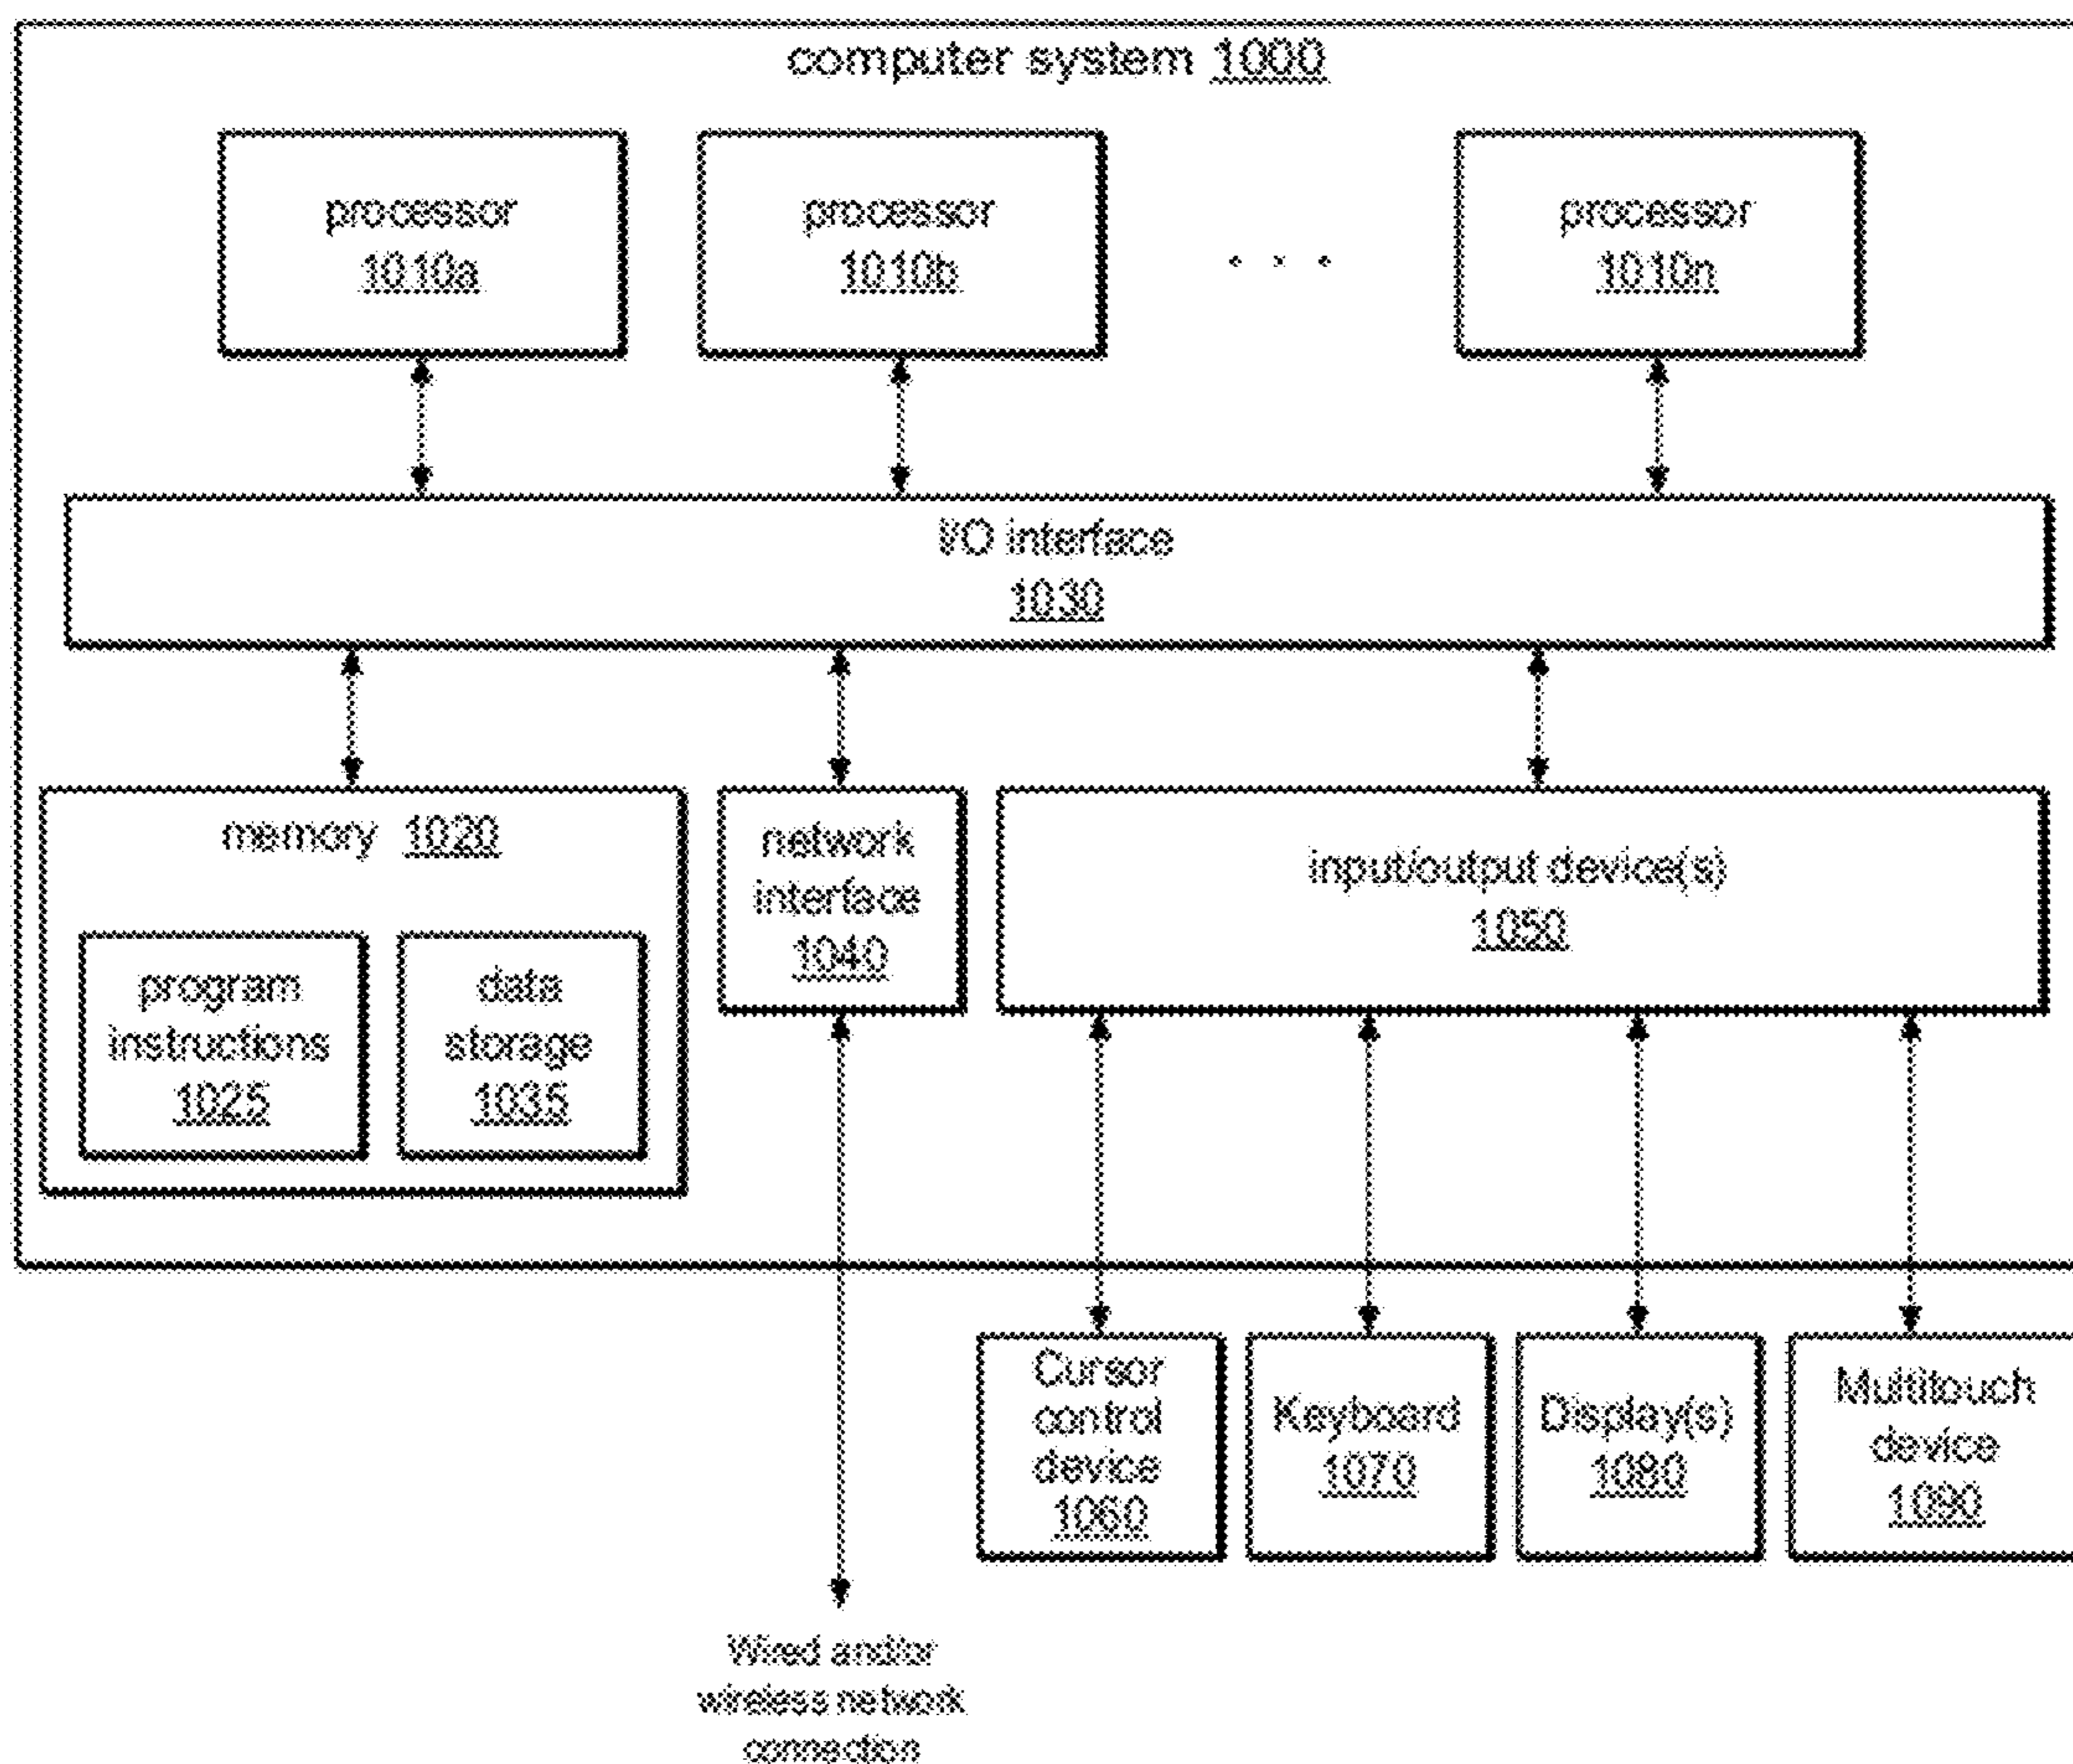 computer system 1000
processor
1010a
processor
1010b
. . .
processor
1010n
I/O interface
1030
memory 1020
program
instructions
1025
data
storage
1035
network
interface
1040
input/output device(s)
1050
Cursor
control
device
1060
Keyboard
1070
Display(s)
1080
Multitouch
device
1090
Wired and/or
wireless network
connection